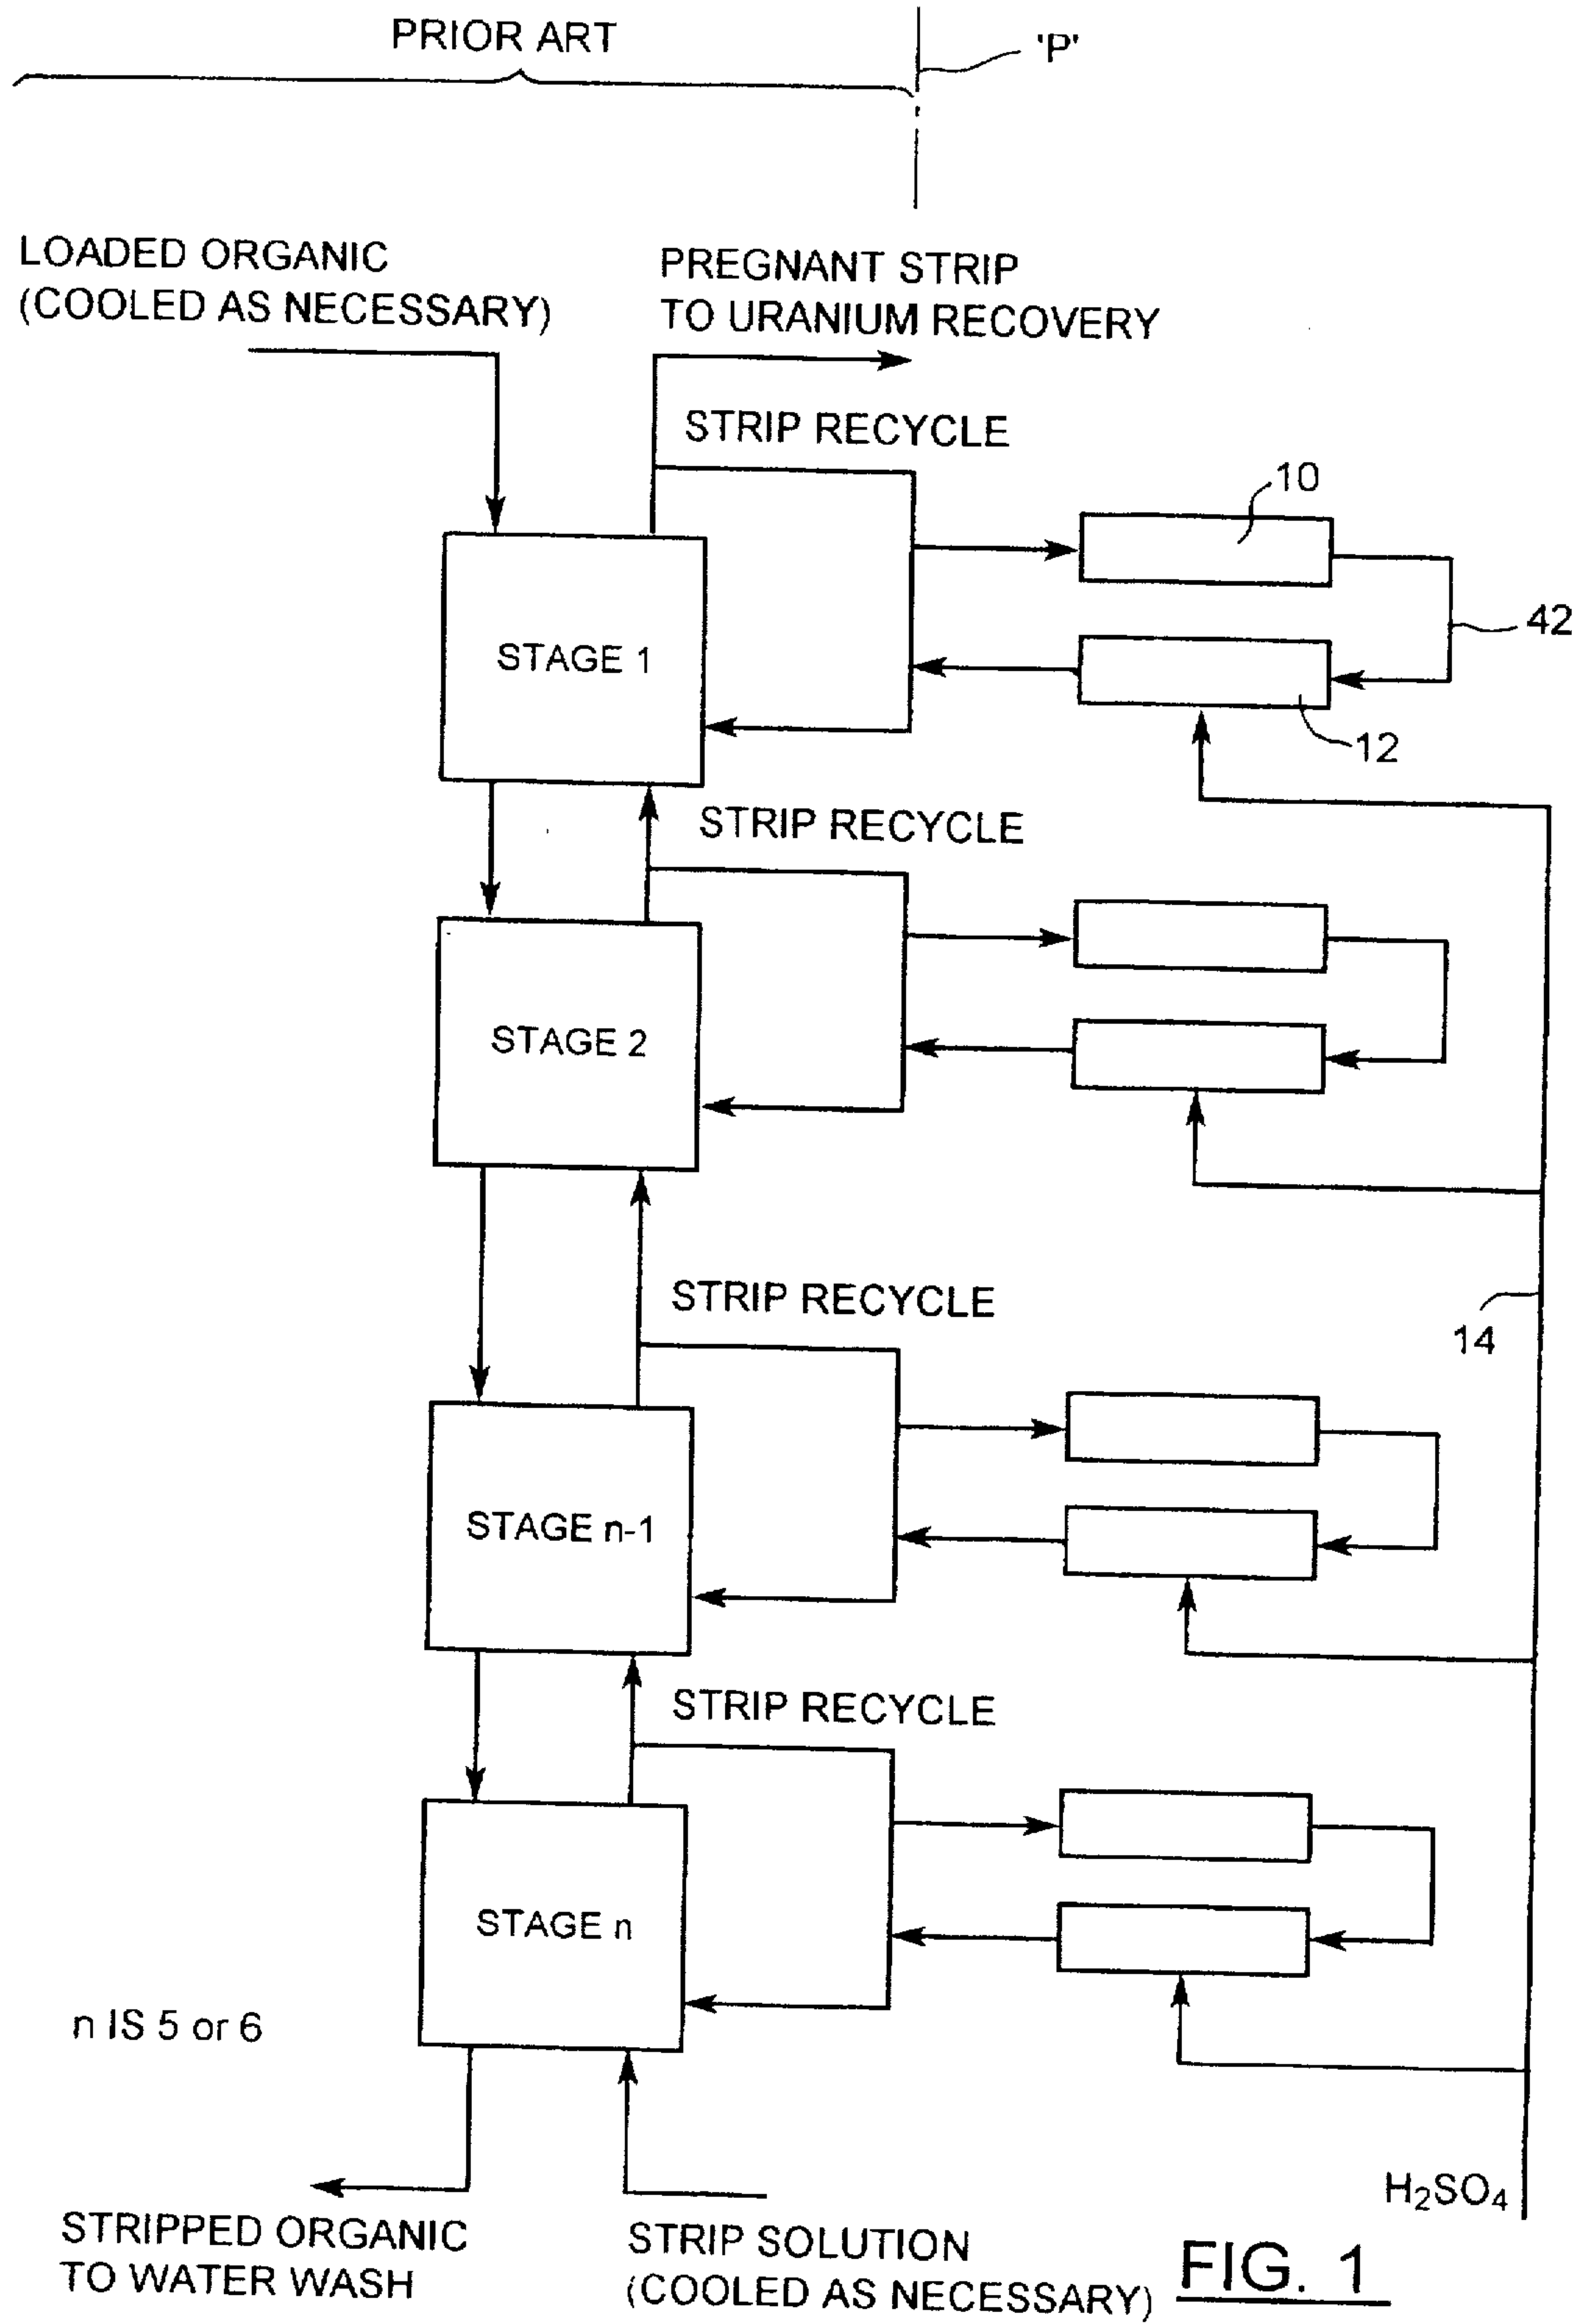 PRIOR ART
'P'
LOADED ORGANIC
(COOLED AS NECESSARY)
PREGNANT STRIP
TO URANIUM RECOVERY
STRIP RECYCLE
10
42
STAGE 1
12
STRIP RECYCLE
STAGE 2
STRIP RECYCLE
14
STAGE n-1
STRIP RECYCLE
STAGE n
n IS 5 or 6
H₂SO₄
STRIPPED ORGANIC
TO WATER WASH
STRIP SOLUTION
(COOLED AS NECESSARY)
FIG. 1